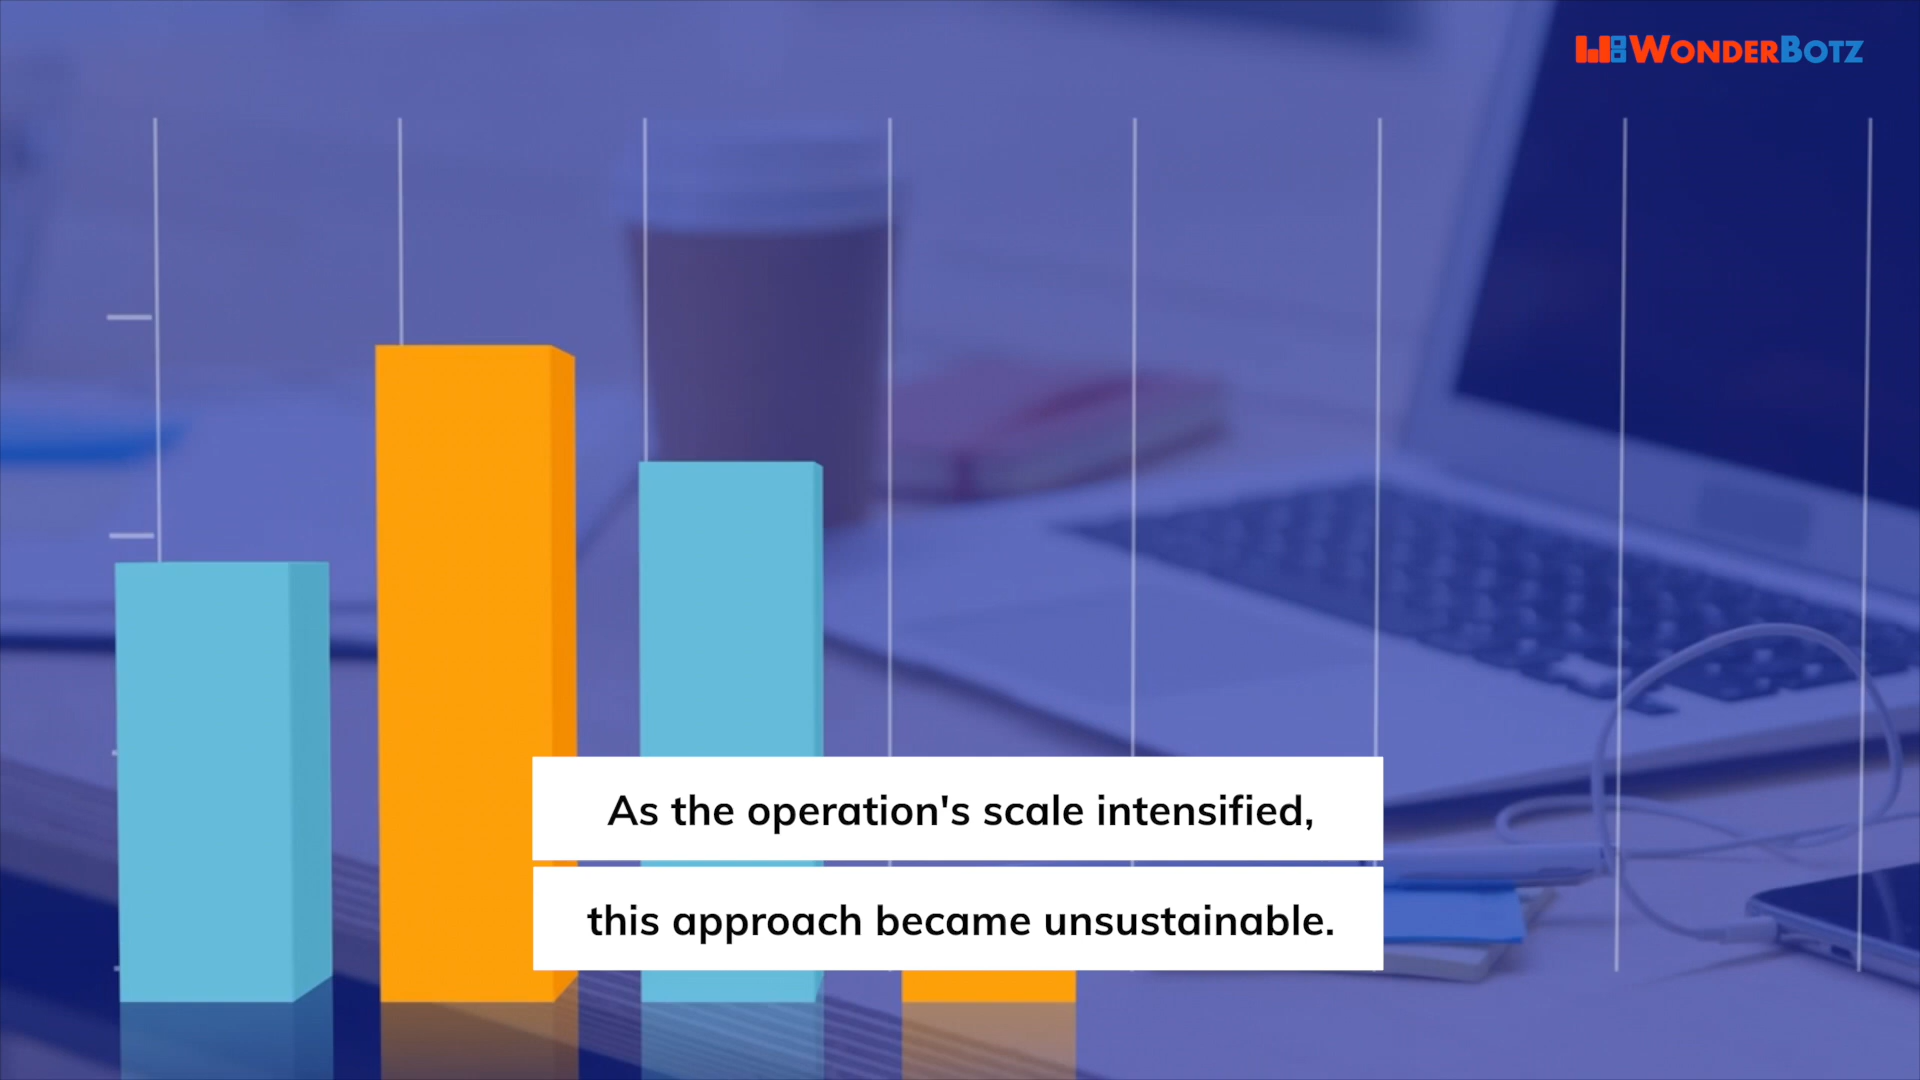 WONDERBOTZ
As the operation's scale intensified,
this approach became unsustainable.